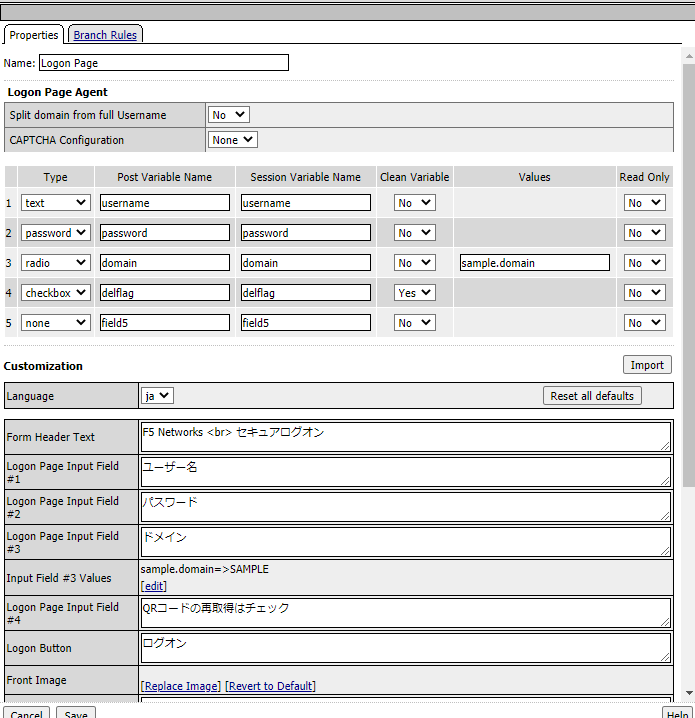 Properties Branch Rules
Name: Logon Page
Logon Page Agent
Split domain from full Username No
CAPTCHA Configuration None
Type Post Variable Name Session Variable Name Clean Variable Values Read Only
1 text username username No No
2 password password password No No
3 radio domain domain No sample.domain No
4 checkbox delflag delflag Yes No
5 none field5 field5 No No
Customization Import
Language ja Reset all defaults
Form Header Text F5 Networks <br> セキュアログオン
Logon Page Input Field
#1
ユーザー名
Logon Page Input Field
#2
パスワード
Logon Page Input Field
#3
ドメイン
Input Field #3 Values
sample.domain=>SAMPLE
[edit]
Logon Page Input Field
#4
QRコードの再取得はチェック
Logon Button ログオン
Front Image
[Replace Image] [Revert to Default]
Cancel Save Help